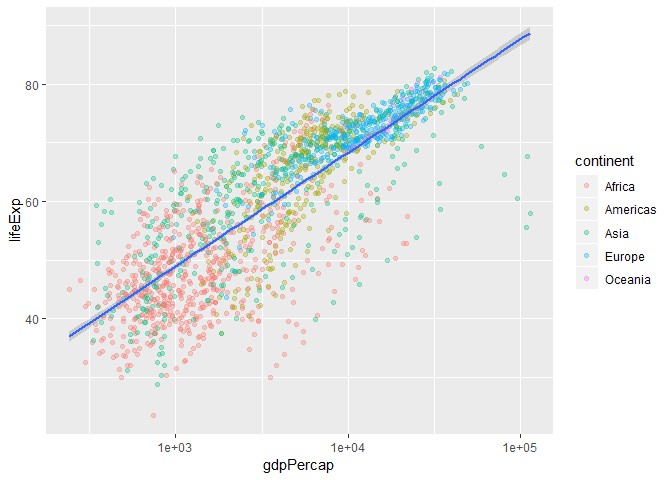 80
60
40
lifeExp
1e+03
1e+04
1e+05
gdpPercap
continent
Africa
Americas
Asia
Europe
Oceania